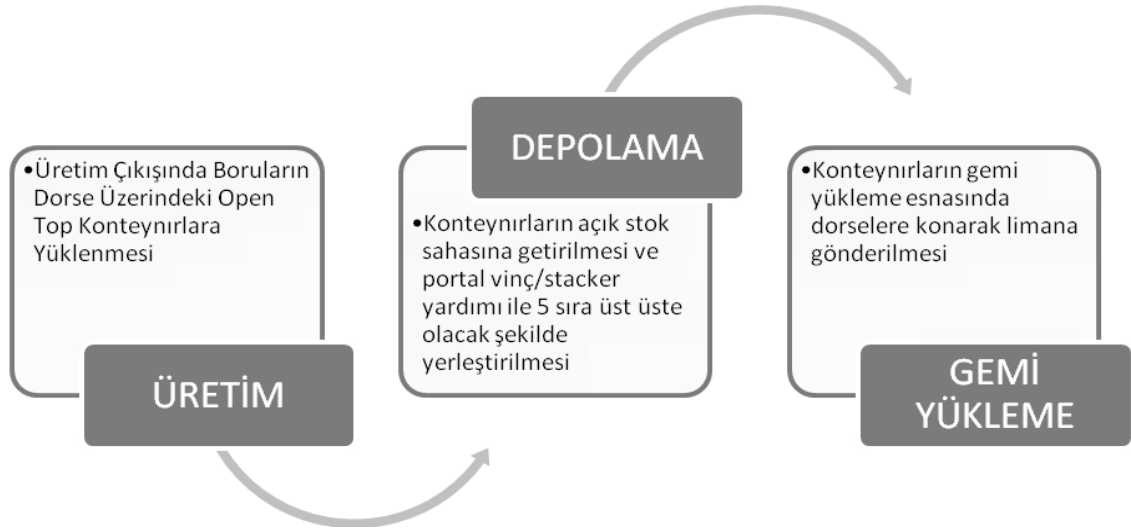 •Üretim Çıkışında Boruların
Dorse Üzerindeki Open
Top Konteynırlara
Yüklenmesi
ÜRETİM
DEPOLAMA
•Konteynırların açık stok
sahasına getirilmesi ve
portal vinç/stacker
yardımı ile 5 sıra üst üste
olacak şekilde
yerleştirilmesi
•Konteynırların gemi
yükleme esnasında
dorselere konarak limana
gönderilmesi
GEMİ
YÜKLEME